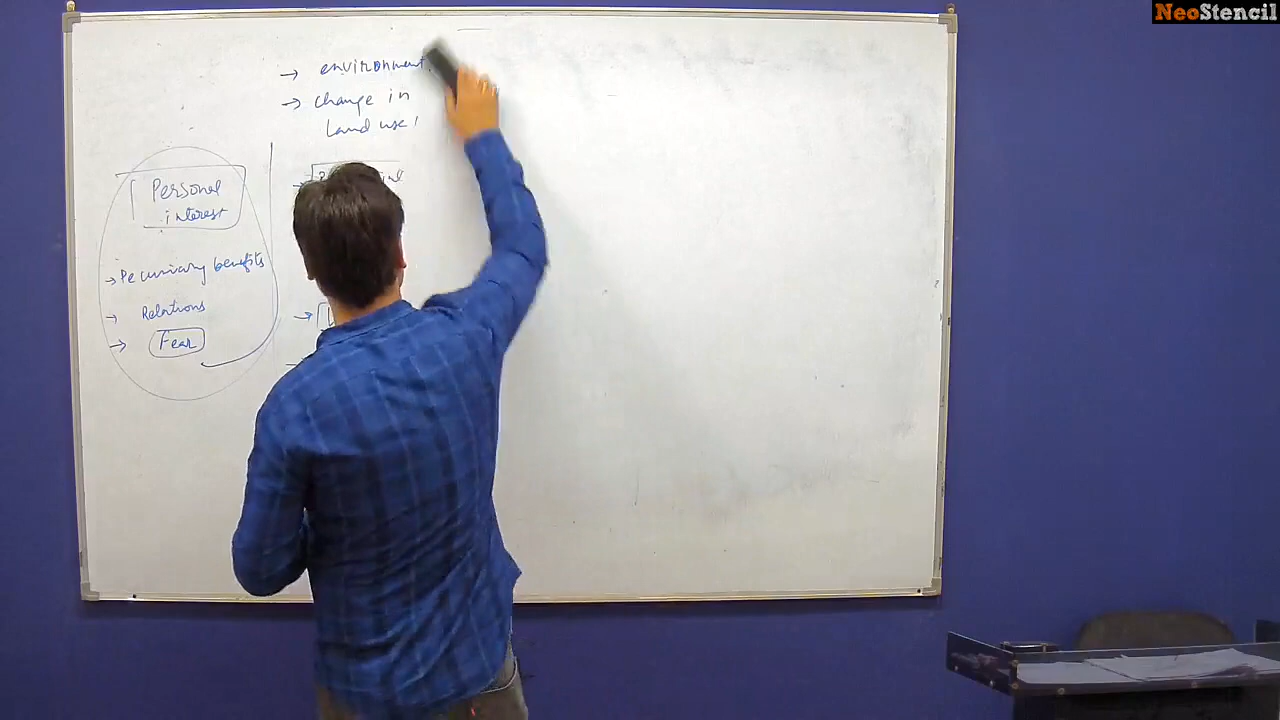 NeoStencil
→ environment
→ change in
land use
Personal
interest
→ Pecuniary benefits
→ Relations
→ Fear